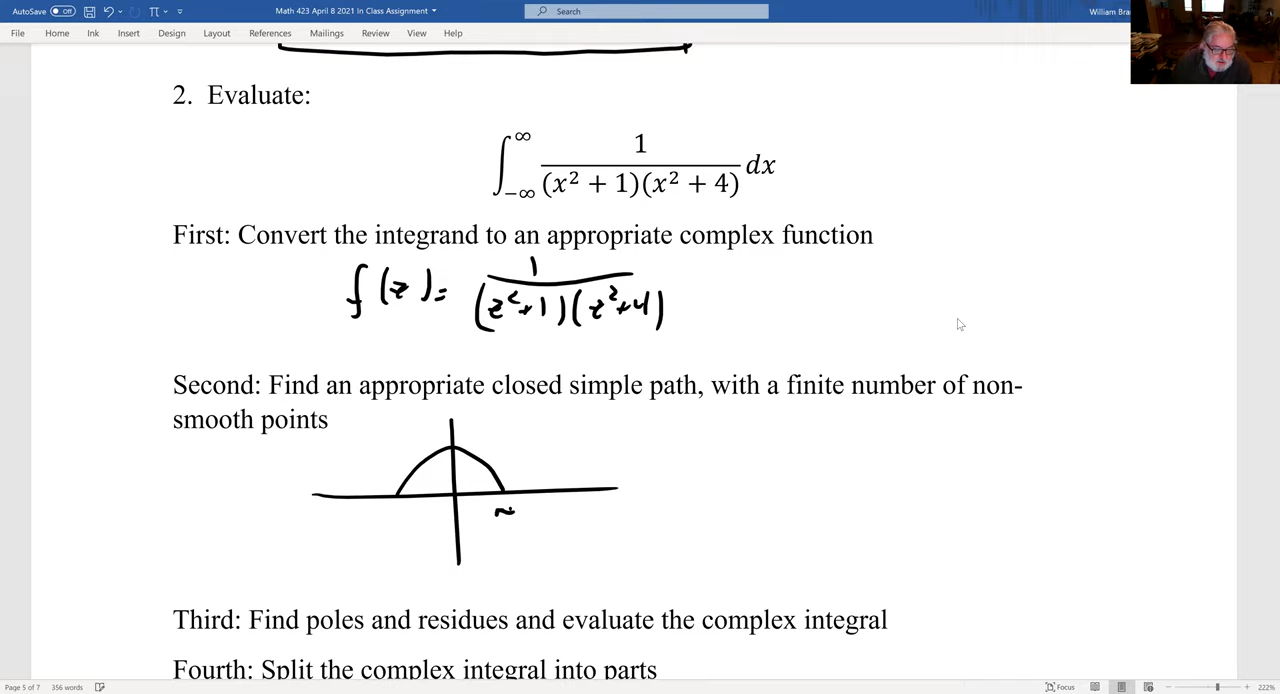 AutoSave Off Math 423 April 8 2021 In Class Assignment Search William Bra
File Home Ink Insert Design Layout References Mailings Review View Help
2. Evaluate:
∫_{-∞}^{∞} 1/((x² + 1)(x² + 4)) dx
First: Convert the integrand to an appropriate complex function
f(z) = 1/((z²+1)(z²+4))
Second: Find an appropriate closed simple path, with a finite number of non-
smooth points
Third: Find poles and residues and evaluate the complex integral
Fourth: Split the complex integral into parts
Page 5 of 7 356 words Focus 222%